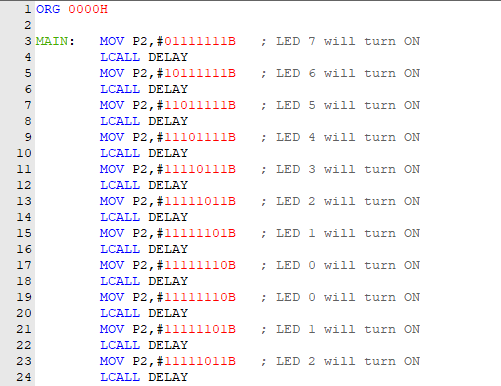 1 ORG 0000H
2
3 MAIN: MOV P2,#01111111B ; LED 7 will turn ON
4 LCALL DELAY
5 MOV P2,#10111111B ; LED 6 will turn ON
6 LCALL DELAY
7 MOV P2,#11011111B ; LED 5 will turn ON
8 LCALL DELAY
9 MOV P2,#11101111B ; LED 4 will turn ON
10 LCALL DELAY
11 MOV P2,#11110111B ; LED 3 will turn ON
12 LCALL DELAY
13 MOV P2,#11111011B ; LED 2 will turn ON
14 LCALL DELAY
15 MOV P2,#11111101B ; LED 1 will turn ON
16 LCALL DELAY
17 MOV P2,#11111110B ; LED 0 will turn ON
18 LCALL DELAY
19 MOV P2,#11111110B ; LED 0 will turn ON
20 LCALL DELAY
21 MOV P2,#11111101B ; LED 1 will turn ON
22 LCALL DELAY
23 MOV P2,#11111011B ; LED 2 will turn ON
24 LCALL DELAY